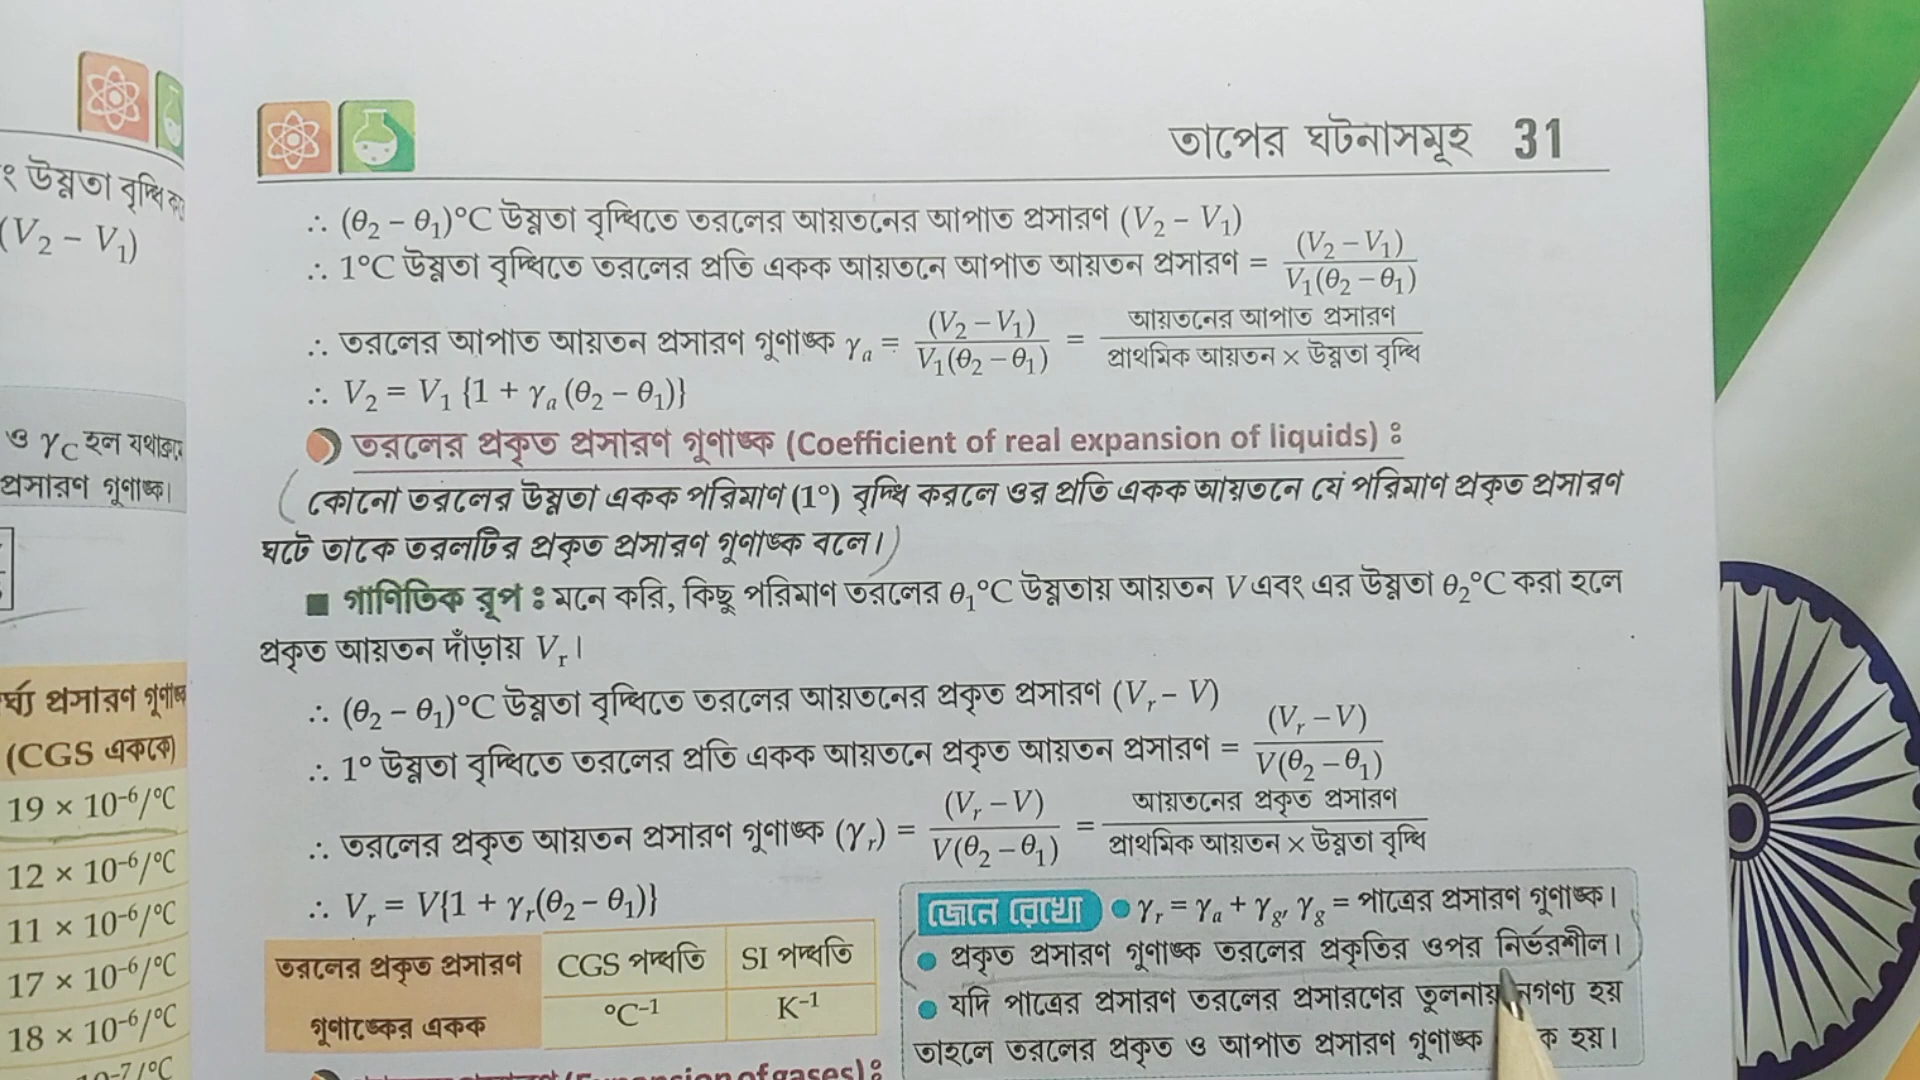 তাপের ঘটনাসমূহ 31
ং উষ্ণতা বৃদ্ধি
(V₂ – V₁)
ও γ_C হল যথাক্রমে
প্রসারণ গুণাঙ্ক।
প্রসারণ গুণাঙ্ক
(CGS এককে)
19 × 10⁻⁶/°C
12 × 10⁻⁶/°C
11 × 10⁻⁶/°C
17 × 10⁻⁶/°C
18 × 10⁻⁶/°C
∴ (θ₂ – θ₁)°C উষ্ণতা বৃদ্ধিতে তরলের আয়তনের আপাত প্রসারণ (V₂ – V₁)
∴ 1°C উষ্ণতা বৃদ্ধিতে তরলের প্রতি একক আয়তনে আপাত আয়তন প্রসারণ = (V₂ – V₁) / V₁(θ₂ – θ₁)
∴ তরলের আপাত আয়তন প্রসারণ গুণাঙ্ক γₐ = (V₂ – V₁) / V₁(θ₂ – θ₁) = আয়তনের আপাত প্রসারণ / প্রাথমিক আয়তন × উষ্ণতা বৃদ্ধি
∴ V₂ = V₁ {1 + γₐ (θ₂ – θ₁)}
তরলের প্রকৃত প্রসারণ গুণাঙ্ক (Coefficient of real expansion of liquids) :
কোনো তরলের উষ্ণতা একক পরিমাণ (1°) বৃদ্ধি করলে ওর প্রতি একক আয়তনে যে পরিমাণ প্রকৃত প্রসারণ
ঘটে তাকে তরলটির প্রকৃত প্রসারণ গুণাঙ্ক বলে।
■ গাণিতিক রূপ : মনে করি, কিছু পরিমাণ তরলের θ₁°C উষ্ণতায় আয়তন V এবং এর উষ্ণতা θ₂°C করা হলে
প্রকৃত আয়তন দাঁড়ায় Vᵣ।
∴ (θ₂ – θ₁)°C উষ্ণতা বৃদ্ধিতে তরলের আয়তনের প্রকৃত প্রসারণ (Vᵣ – V)
∴ 1° উষ্ণতা বৃদ্ধিতে তরলের প্রতি একক আয়তনে প্রকৃত আয়তন প্রসারণ = (Vᵣ – V) / V(θ₂ – θ₁)
∴ তরলের প্রকৃত আয়তন প্রসারণ গুণাঙ্ক (γᵣ) = (Vᵣ – V) / V(θ₂ – θ₁) = আয়তনের প্রকৃত প্রসারণ / প্রাথমিক আয়তন × উষ্ণতা বৃদ্ধি
∴ Vᵣ = V{1 + γᵣ(θ₂ – θ₁)}
তরলের প্রকৃত প্রসারণ
গুণাঙ্কের একক
CGS পদ্ধতি SI পদ্ধতি
°C⁻¹ K⁻¹
জেনে রেখো ● γᵣ = γₐ + γ_g, γ_g = পাত্রের প্রসারণ গুণাঙ্ক।
● প্রকৃত প্রসারণ গুণাঙ্ক তরলের প্রকৃতির ওপর নির্ভরশীল।
● যদি পাত্রের প্রসারণ তরলের প্রসারণের তুলনায় নগণ্য হয়
তাহলে তরলের প্রকৃত ও আপাত প্রসারণ গুণাঙ্ক হয়।
of gases) :